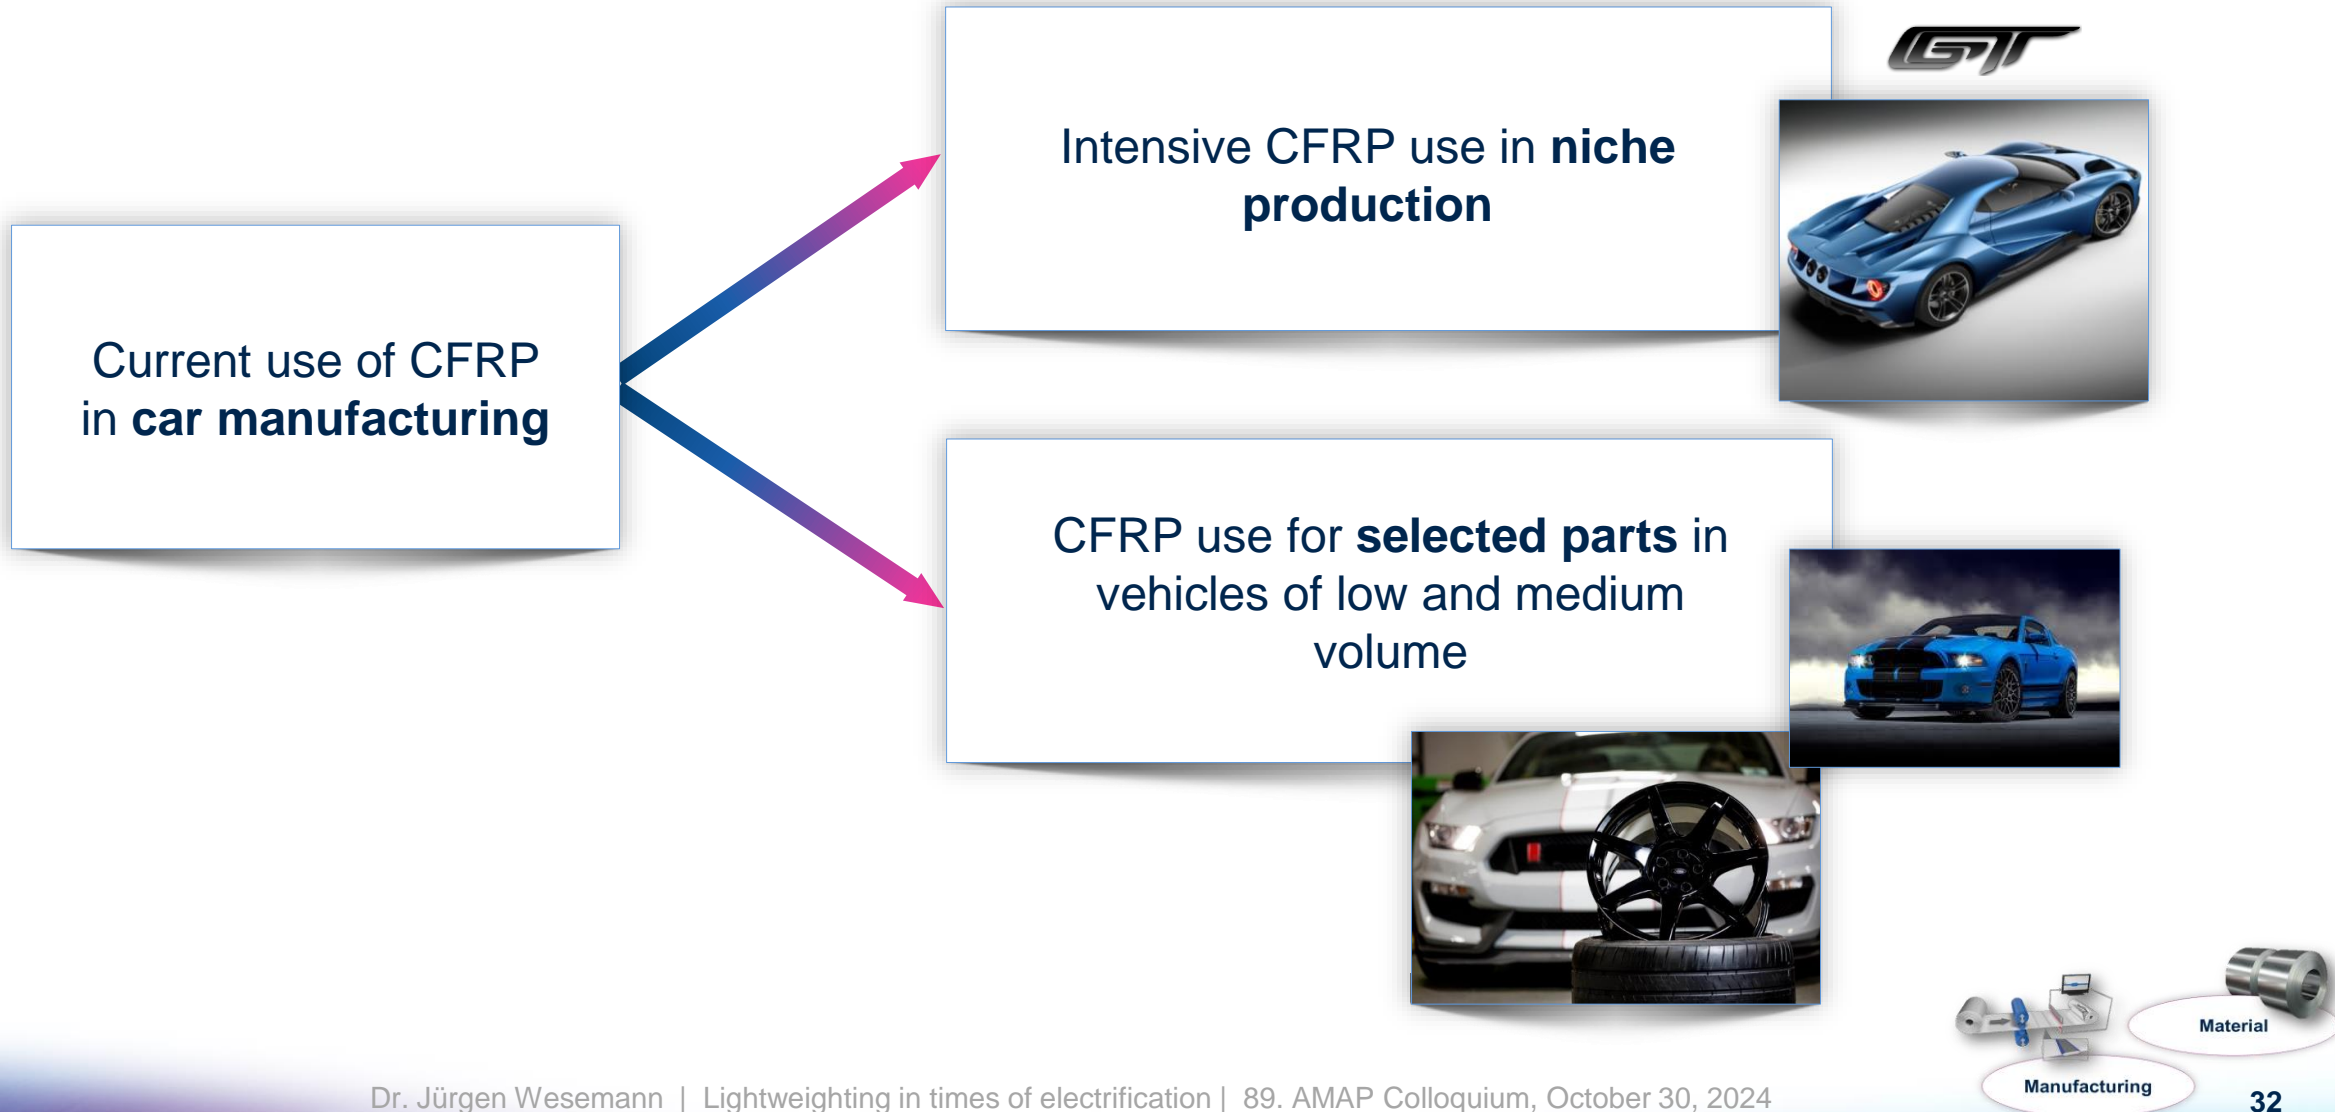 GT
Intensive CFRP use in niche
production
Current use of CFRP
in car manufacturing
CFRP use for selected parts in
vehicles of low and medium
volume
Material
Manufacturing
Dr. Jürgen Wesemann | Lightweighting in times of electrification | 89. AMAP Colloquium, October 30, 2024
32